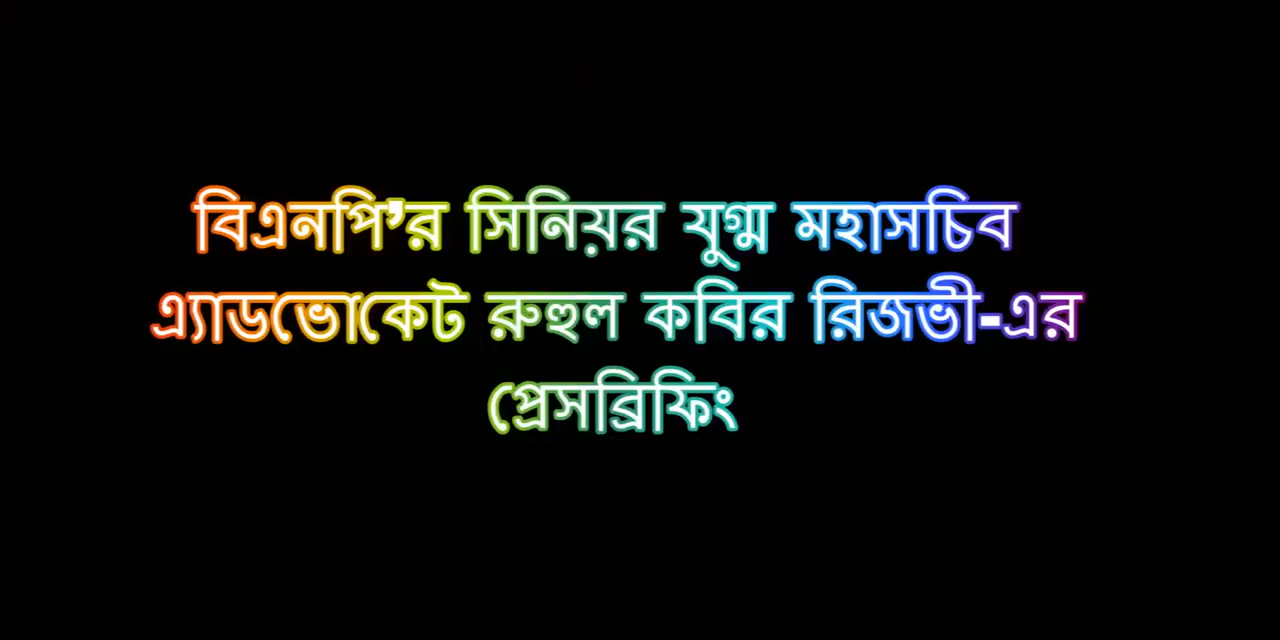 বিএনপি’র সিনিয়র যুগ্ম মহাসচিব
এ্যাডভোকেট রুহুল কবির রিজভী-এর
প্রেসব্রিফিং